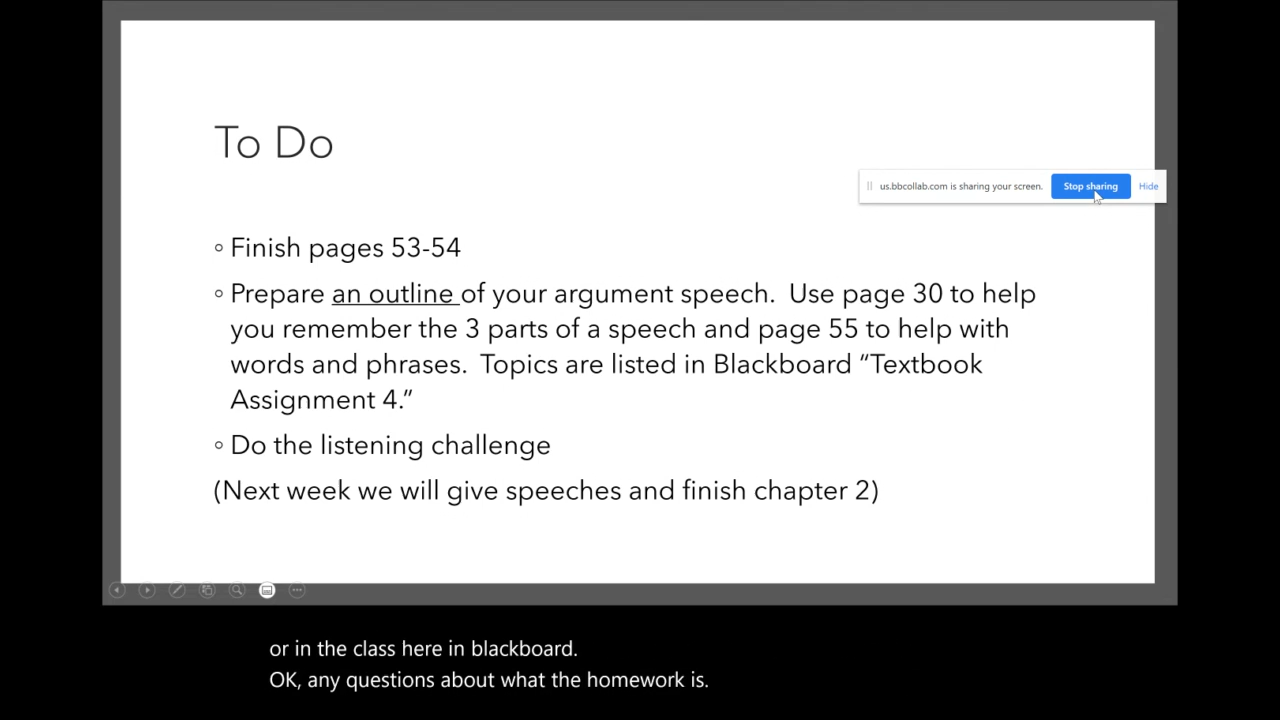 To Do
us.bbcollab.com is sharing your screen.
Stop sharing
Hide
◦ Finish pages 53-54
◦ Prepare an outline of your argument speech. Use page 30 to help
you remember the 3 parts of a speech and page 55 to help with
words and phrases. Topics are listed in Blackboard “Textbook
Assignment 4.”
◦ Do the listening challenge
(Next week we will give speeches and finish chapter 2)
or in the class here in blackboard.
OK, any questions about what the homework is.